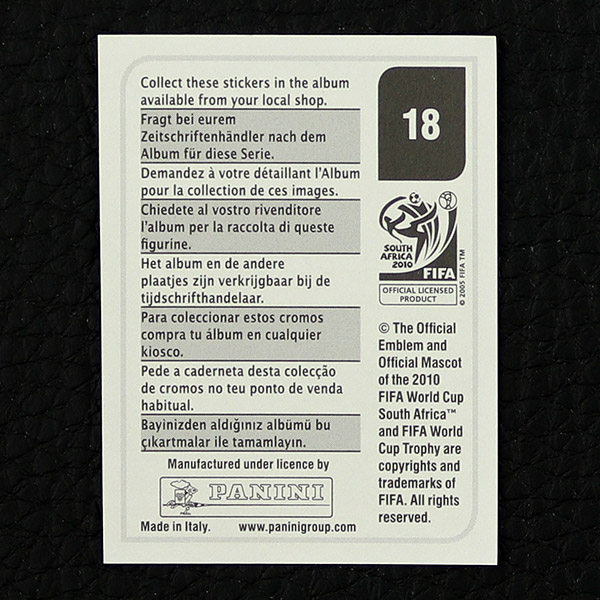 Collect these stickers in the album
available from your local shop.
Fragt bei eurem
Zeitschriftenhändler nach dem
Album für diese Serie.
Demandez à votre détaillant l'Album
pour la collection de ces images.
Chiedete al vostro rivenditore
l'album per la raccolta di queste
figurine.
Het album en de andere
plaatjes zijn verkrijgbaar bij de
tijdschrifthandelaar.
Para coleccionar estos cromos
compra tu álbum en cualquier
kiosco.
Pede a caderneta desta colecção
de cromos no teu ponto de venda
habitual.
Bayinizden aldığınız albümü bu
çıkartmalar ile tamamlayın.
Manufactured under licence by
PANINI
Made in Italy. www.paninigroup.com
18
SOUTH
AFRICA
2010
FIFA
© 2005 FIFA TM
OFFICIAL LICENSED
PRODUCT
© The Official
Emblem and
Official Mascot
of the 2010
FIFA World Cup
South Africa™
and FIFA World
Cup Trophy are
copyrights and
trademarks of
FIFA. All rights
reserved.